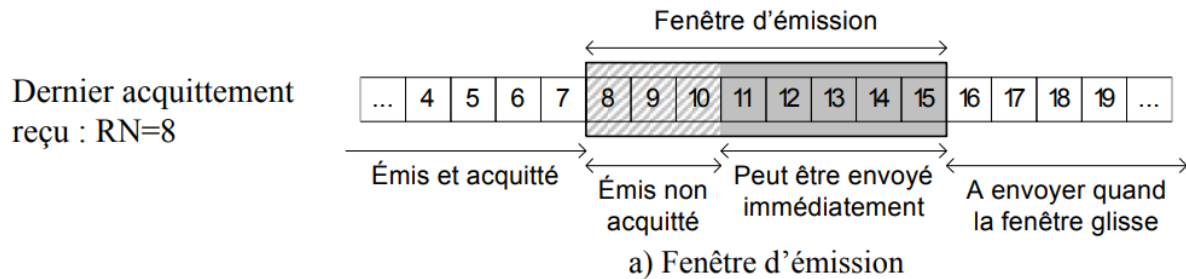 Fenêtre d'émission
Dernier acquittement
reçu : RN=8
... 4 5 6 7 8 9 10 11 12 13 14 15 16 17 18 19 ...
Émis et acquitté
Émis non
acquitté
Peut être envoyé
immédiatement
A envoyer quand
la fenêtre glisse
a) Fenêtre d'émission